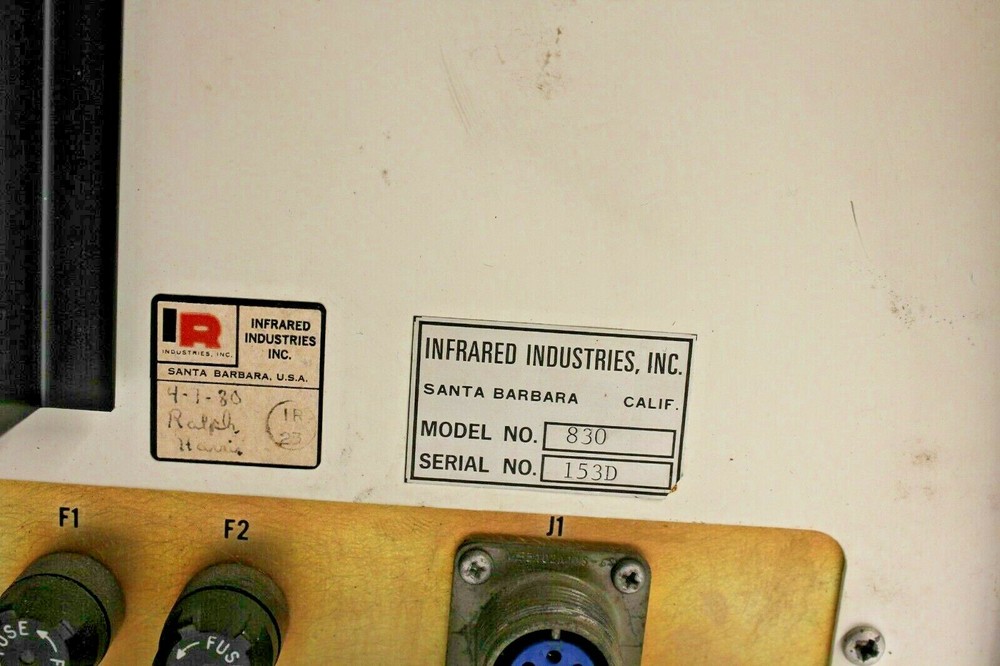 IR
INDUSTRIES, INC.
INFRARED
INDUSTRIES
INC.
SANTA BARBARA, U.S.A.
4-1-80
Ralph
Harris
IR
23
INFRARED INDUSTRIES, INC.
SANTA BARBARA CALIF.
MODEL NO. 830
SERIAL NO. 153D
F1
F2
J1
FUS